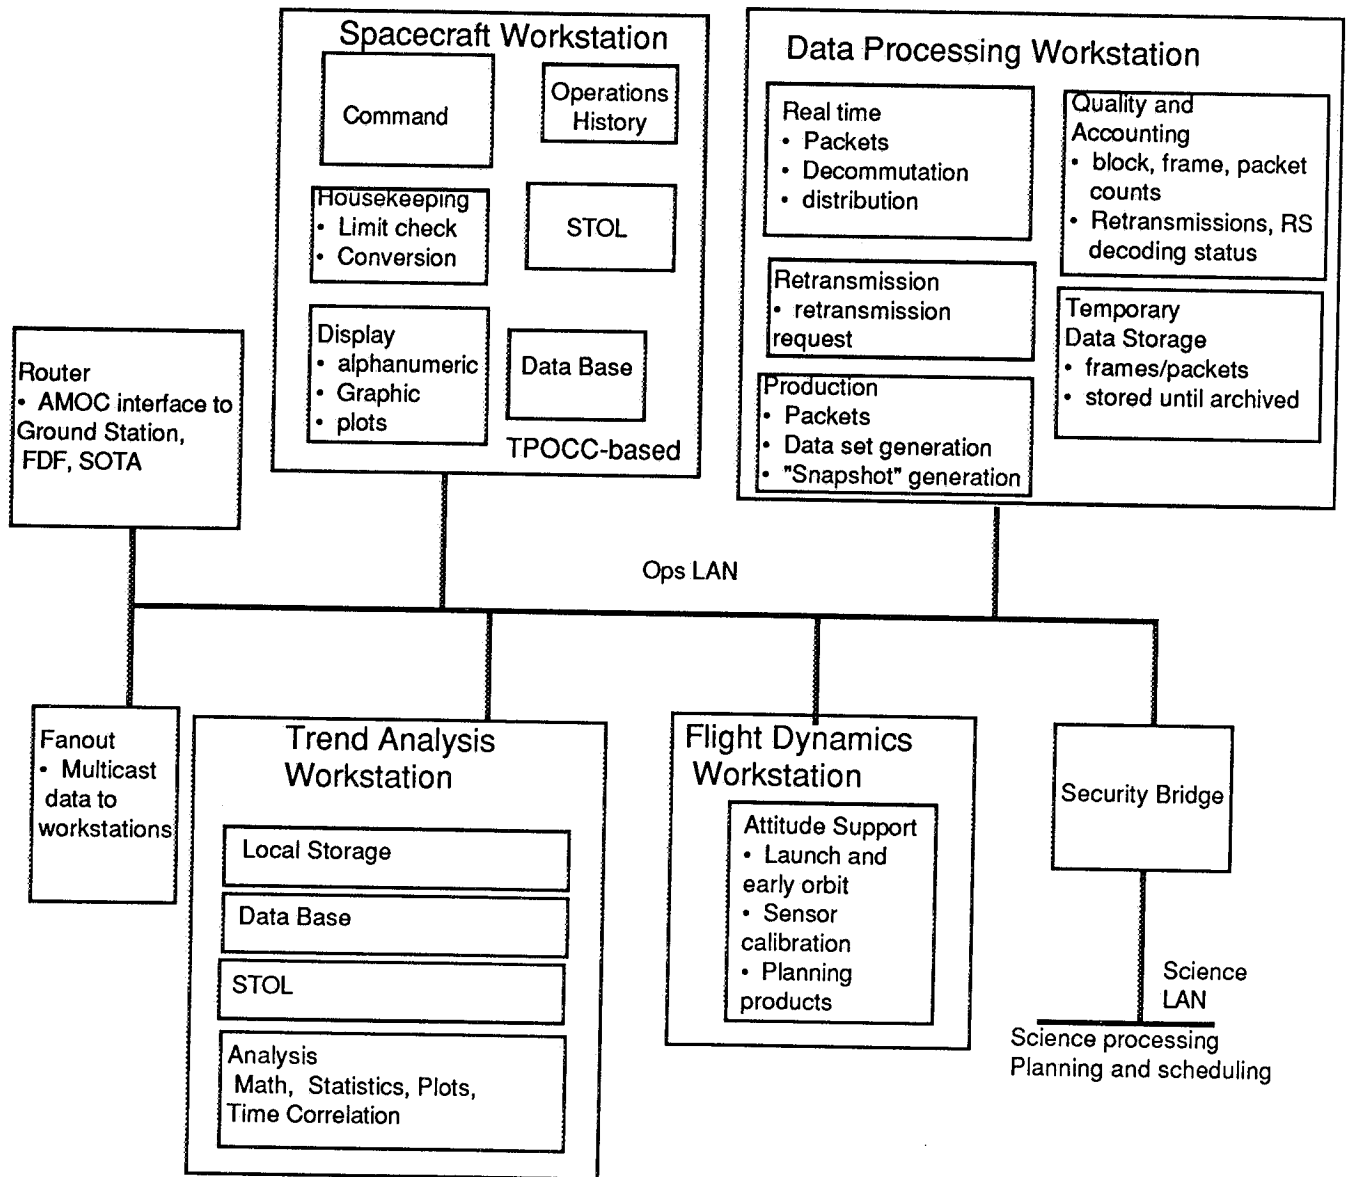 Spacecraft Workstation
Command
Operations
History
Housekeeping
• Limit check
• Conversion
STOL
Display
• alphanumeric
• Graphic
• plots
Data Base
TPOCC-based
Data Processing Workstation
Real time
• Packets
• Decommutation
• distribution
Quality and
Accounting
• block, frame, packet
counts
• Retransmissions, RS
decoding status
Retransmission
• retransmission
request
Temporary
Data Storage
• frames/packets
• stored until archived
Production
• Packets
• Data set generation
• "Snapshot" generation
Router
• AMOC interface to
Ground Station,
FDF, SOTA
Ops LAN
Fanout
• Multicast
data to
workstations
Trend Analysis
Workstation
Local Storage
Data Base
STOL
Analysis
Math, Statistics, Plots,
Time Correlation
Flight Dynamics
Workstation
Attitude Support
• Launch and
early orbit
• Sensor
calibration
• Planning
products
Security Bridge
Science
LAN
Science processing
Planning and scheduling